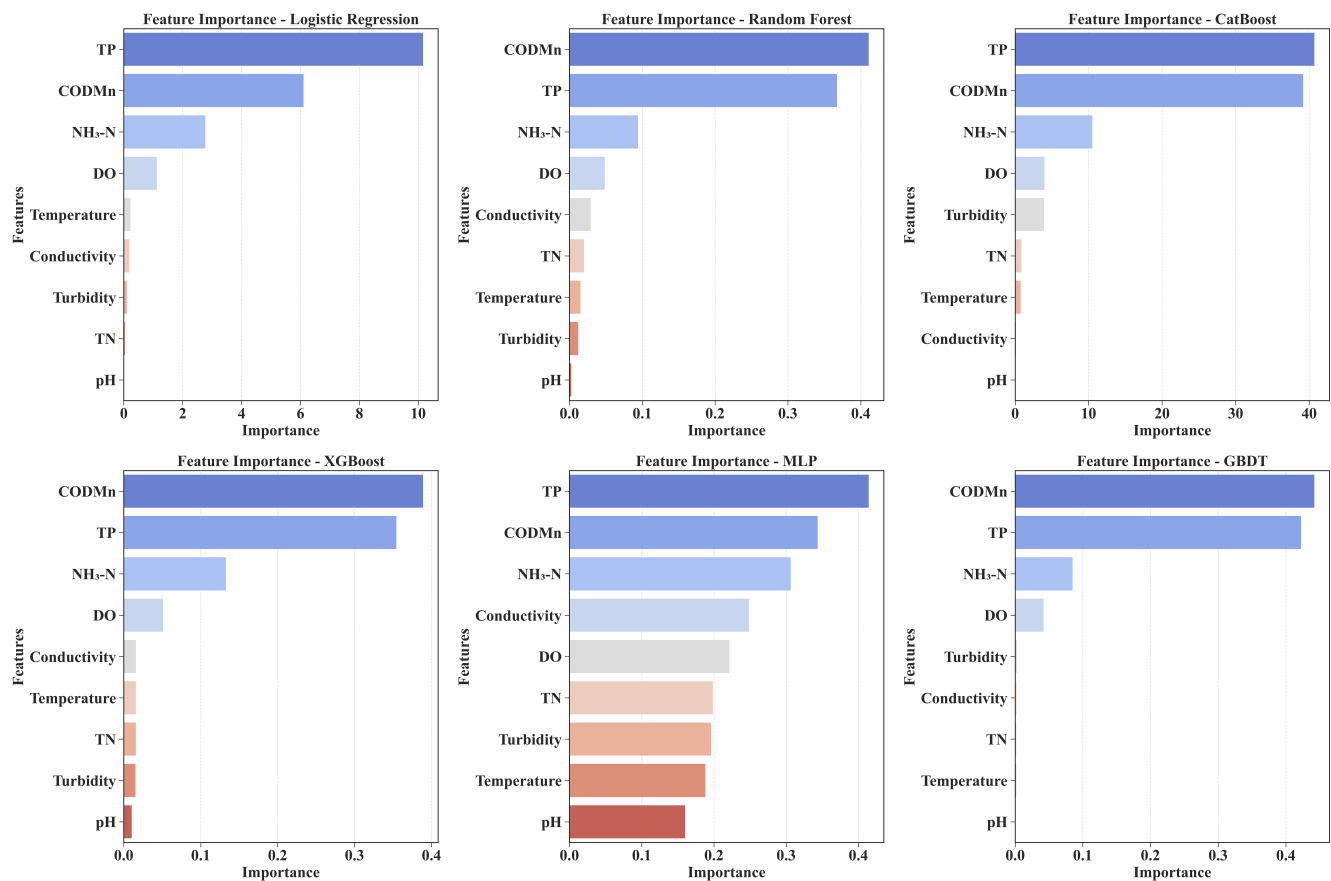 Feature Importance - Logistic Regression
TP
CODMn
NH₃-N
DO
Temperature
Conductivity
Turbidity
TN
pH
Features
0 2 4 6 8 10
Importance
Feature Importance - Random Forest
CODMn
TP
NH₃-N
DO
Conductivity
TN
Temperature
Turbidity
pH
Features
0.0 0.1 0.2 0.3 0.4
Importance
Feature Importance - CatBoost
TP
CODMn
NH₃-N
DO
Turbidity
TN
Temperature
Conductivity
pH
Features
0 10 20 30 40
Importance
Feature Importance - XGBoost
CODMn
TP
NH₃-N
DO
Conductivity
Temperature
TN
Turbidity
pH
Features
0.0 0.1 0.2 0.3 0.4
Importance
Feature Importance - MLP
TP
CODMn
NH₃-N
Conductivity
DO
TN
Turbidity
Temperature
pH
Features
0.0 0.1 0.2 0.3 0.4
Importance
Feature Importance - GBDT
CODMn
TP
NH₃-N
DO
Turbidity
Conductivity
TN
Temperature
pH
Features
0.0 0.1 0.2 0.3 0.4
Importance